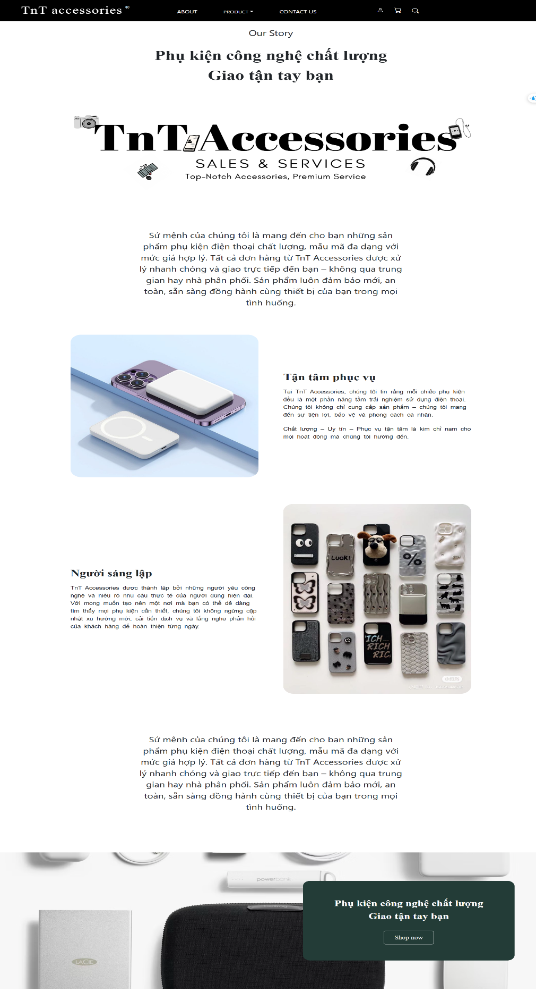 TnT accessories
ABOUT
PRODUCT
CONTACT US
Our Story
Phụ kiện công nghệ chất lượng
Giao tận tay bạn
TnT Accessories
SALES & SERVICES
Top-Notch Accessories, Premium Service
Sứ mệnh của chúng tôi là mang đến cho bạn những sản
phẩm phụ kiện điện thoại chất lượng, mẫu mã đa dạng với
mức giá hợp lý. Tất cả đơn hàng từ TnT Accessories được xử
lý nhanh chóng và giao trực tiếp đến bạn – không qua trung
gian hay nhà phân phối. Sản phẩm luôn đảm bảo mới, an
toàn, sẵn sàng đồng hành cùng thiết bị của bạn trong mọi
tình huống.
Tận tâm phục vụ
Tại TnT Accessories, chúng tôi tin rằng mỗi chiếc phụ kiện
đều là một phần nâng tầm trải nghiệm sử dụng điện thoại.
Chúng tôi không chỉ cung cấp sản phẩm – chúng tôi mang
đến sự tiện lợi, bảo vệ và phong cách cá nhân.
Chất lượng – Uy tín – Phục vụ tận tâm là kim chỉ nam cho
mọi hoạt động mà chúng tôi hướng đến.
Người sáng lập
TnT Accessories được thành lập bởi những người yêu công
nghệ và hiểu rõ nhu cầu thực tế của người dùng hiện đại.
Với mong muốn tạo nên một nơi mà bạn có thể dễ dàng
tìm thấy mọi phụ kiện cần thiết, chúng tôi không ngừng cập
nhật xu hướng mới, cải tiến dịch vụ và lắng nghe phản hồi
của khách hàng để hoàn thiện từng ngày.
LUCK!
%
RICH
RICH
小红书
Sứ mệnh của chúng tôi là mang đến cho bạn những sản
phẩm phụ kiện điện thoại chất lượng, mẫu mã đa dạng với
mức giá hợp lý. Tất cả đơn hàng từ TnT Accessories được xử
lý nhanh chóng và giao trực tiếp đến bạn – không qua trung
gian hay nhà phân phối. Sản phẩm luôn đảm bảo mới, an
toàn, sẵn sàng đồng hành cùng thiết bị của bạn trong mọi
tình huống.
powerbank
Phụ kiện công nghệ chất lượng
Giao tận tay bạn
Shop now
LACIE